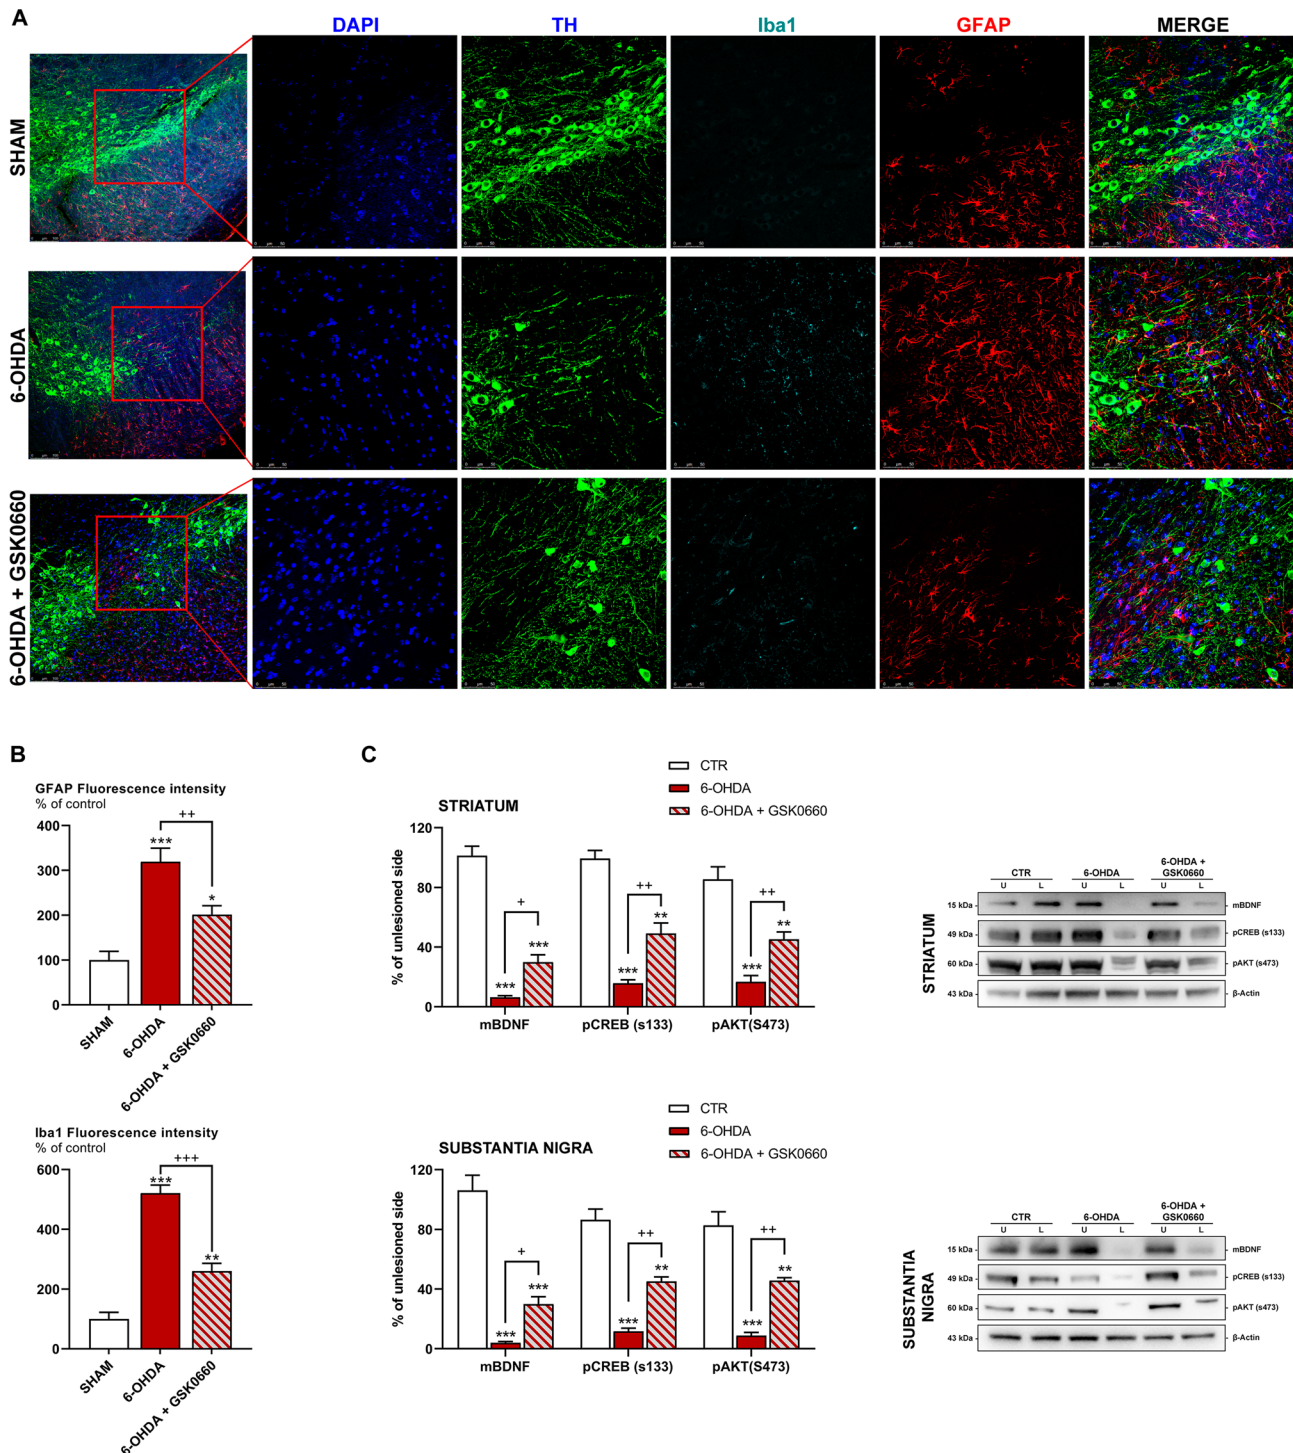 A
DAPI
TH
Iba1
GFAP
MERGE
SHAM
6-OHDA
6-OHDA + GSK0660
B
GFAP Fluorescence intensity
% of control
400
300
200
100
0
***
++
*
SHAM
6-OHDA
6-OHDA + GSK0660
Iba1 Fluorescence intensity
% of control
600
400
200
0
***
+++
**
SHAM
6-OHDA
6-OHDA + GSK0660
C
CTR
6-OHDA
6-OHDA + GSK0660
STRIATUM
% of unlesioned side
120
80
40
0
***
+
***
***
++
**
***
++
**
mBDNF
pCREB (s133)
pAKT(S473)
STRIATUM
CTR
6-OHDA
6-OHDA +
GSK0660
U L U L U L
15 kDa
mBDNF
49 kDa
pCREB (s133)
60 kDa
pAKT (s473)
43 kDa
β-Actin
CTR
6-OHDA
6-OHDA + GSK0660
SUBSTANTIA NIGRA
% of unlesioned side
120
80
40
0
***
+
***
***
++
**
***
++
**
mBDNF
pCREB (s133)
pAKT(S473)
SUBSTANTIA
NIGRA
CTR
6-OHDA
6-OHDA +
GSK0660
U L U L U L
15 kDa
mBDNF
49 kDa
pCREB (s133)
60 kDa
pAKT (s473)
43 kDa
β-Actin